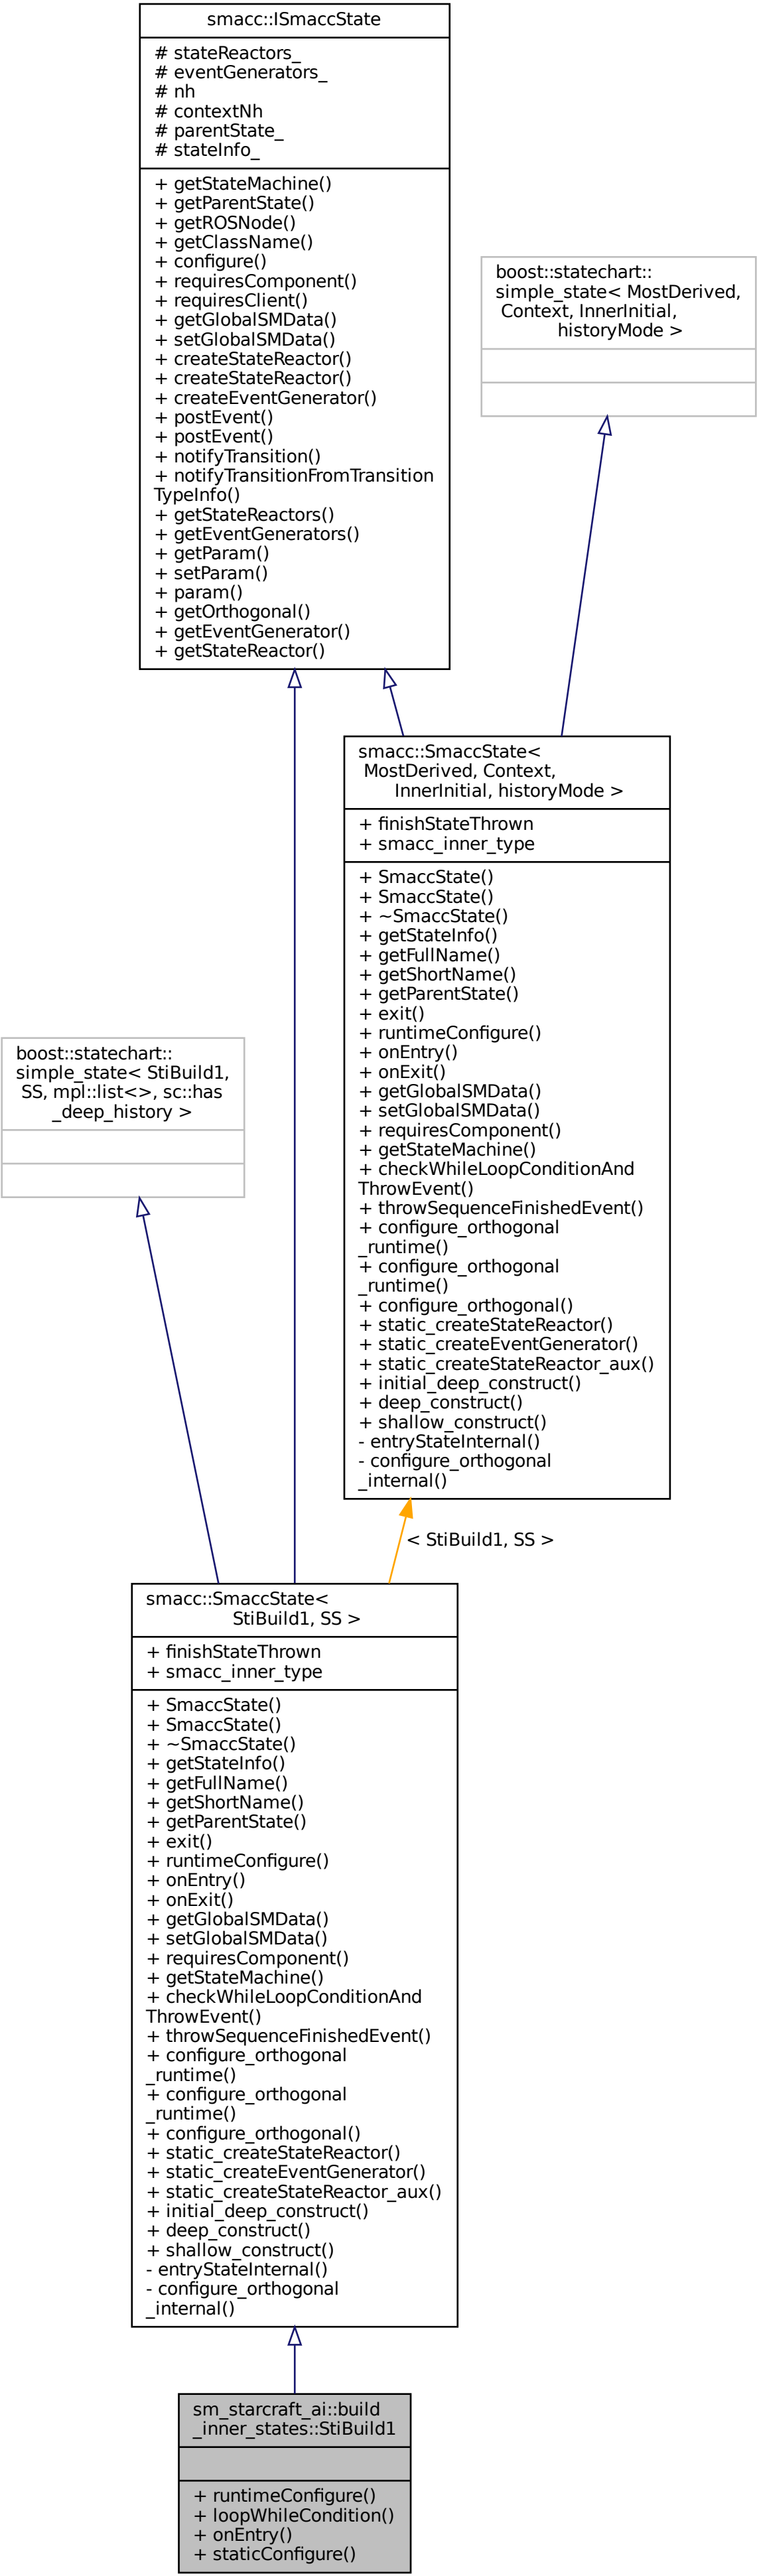 smacc::ISmaccState
# stateReactors_
# eventGenerators_
# nh
# contextNh
# parentState_
# stateInfo_
+ getStateMachine()
+ getParentState()
+ getROSNode()
+ getClassName()
+ configure()
+ requiresComponent()
+ requiresClient()
+ getGlobalSMData()
+ setGlobalSMData()
+ createStateReactor()
+ createStateReactor()
+ createEventGenerator()
+ postEvent()
+ postEvent()
+ notifyTransition()
+ notifyTransitionFromTransition
TypeInfo()
+ getStateReactors()
+ getEventGenerators()
+ getParam()
+ setParam()
+ param()
+ getOrthogonal()
+ getEventGenerator()
+ getStateReactor()
boost::statechart::
simple_state< MostDerived,
Context, InnerInitial,
historyMode >
smacc::SmaccState<
MostDerived, Context,
InnerInitial, historyMode >
+ finishStateThrown
+ smacc_inner_type
+ SmaccState()
+ SmaccState()
+ ~SmaccState()
+ getStateInfo()
+ getFullName()
+ getShortName()
+ getParentState()
+ exit()
+ runtimeConfigure()
+ onEntry()
+ onExit()
+ getGlobalSMData()
+ setGlobalSMData()
+ requiresComponent()
+ getStateMachine()
+ checkWhileLoopConditionAnd
ThrowEvent()
+ throwSequenceFinishedEvent()
+ configure_orthogonal
_runtime()
+ configure_orthogonal
_runtime()
+ configure_orthogonal()
+ static_createStateReactor()
+ static_createEventGenerator()
+ static_createStateReactor_aux()
+ initial_deep_construct()
+ deep_construct()
+ shallow_construct()
- entryStateInternal()
- configure_orthogonal
_internal()
boost::statechart::
simple_state< StiBuild1,
SS, mpl::list<>, sc::has
_deep_history >
< StiBuild1, SS >
smacc::SmaccState<
StiBuild1, SS >
+ finishStateThrown
+ smacc_inner_type
+ SmaccState()
+ SmaccState()
+ ~SmaccState()
+ getStateInfo()
+ getFullName()
+ getShortName()
+ getParentState()
+ exit()
+ runtimeConfigure()
+ onEntry()
+ onExit()
+ getGlobalSMData()
+ setGlobalSMData()
+ requiresComponent()
+ getStateMachine()
+ checkWhileLoopConditionAnd
ThrowEvent()
+ throwSequenceFinishedEvent()
+ configure_orthogonal
_runtime()
+ configure_orthogonal
_runtime()
+ configure_orthogonal()
+ static_createStateReactor()
+ static_createEventGenerator()
+ static_createStateReactor_aux()
+ initial_deep_construct()
+ deep_construct()
+ shallow_construct()
- entryStateInternal()
- configure_orthogonal
_internal()
sm_starcraft_ai::build
_inner_states::StiBuild1
+ runtimeConfigure()
+ loopWhileCondition()
+ onEntry()
+ staticConfigure()